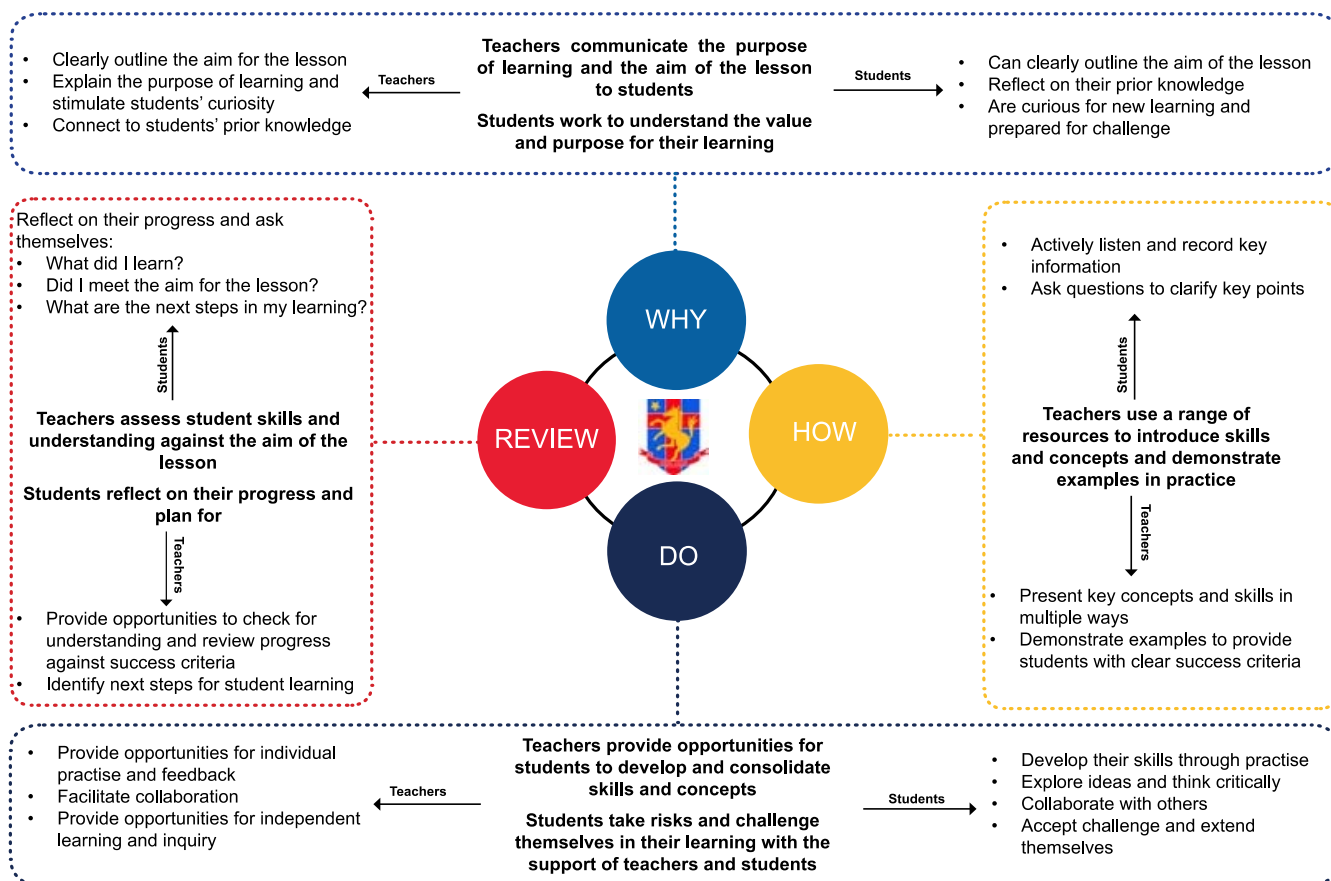 • Clearly outline the aim for the lesson
• Explain the purpose of learning and
stimulate students’ curiosity
• Connect to students’ prior knowledge
Teachers
Teachers communicate the purpose
of learning and the aim of the lesson
to students
Students work to understand the value
and purpose for their learning
Students
• Can clearly outline the aim of the lesson
• Reflect on their prior knowledge
• Are curious for new learning and
prepared for challenge
Reflect on their progress and ask
themselves:
• What did I learn?
• Did I meet the aim for the lesson?
• What are the next steps in my learning?
Students
Teachers assess student skills and
understanding against the aim of the
lesson
Students reflect on their progress and
plan for
Teachers
• Provide opportunities to check for
understanding and review progress
against success criteria
• Identify next steps for student learning
WHY
REVIEW
HOW
DO
• Actively listen and record key
information
• Ask questions to clarify key points
Students
Teachers use a range of
resources to introduce skills
and concepts and demonstrate
examples in practice
Teachers
• Present key concepts and skills in
multiple ways
• Demonstrate examples to provide
students with clear success criteria
• Provide opportunities for individual
practise and feedback
• Facilitate collaboration
• Provide opportunities for independent
learning and inquiry
Teachers
Teachers provide opportunities for
students to develop and consolidate
skills and concepts
Students take risks and challenge
themselves in their learning with the
support of teachers and students
Students
• Develop their skills through practise
• Explore ideas and think critically
• Collaborate with others
• Accept challenge and extend
themselves